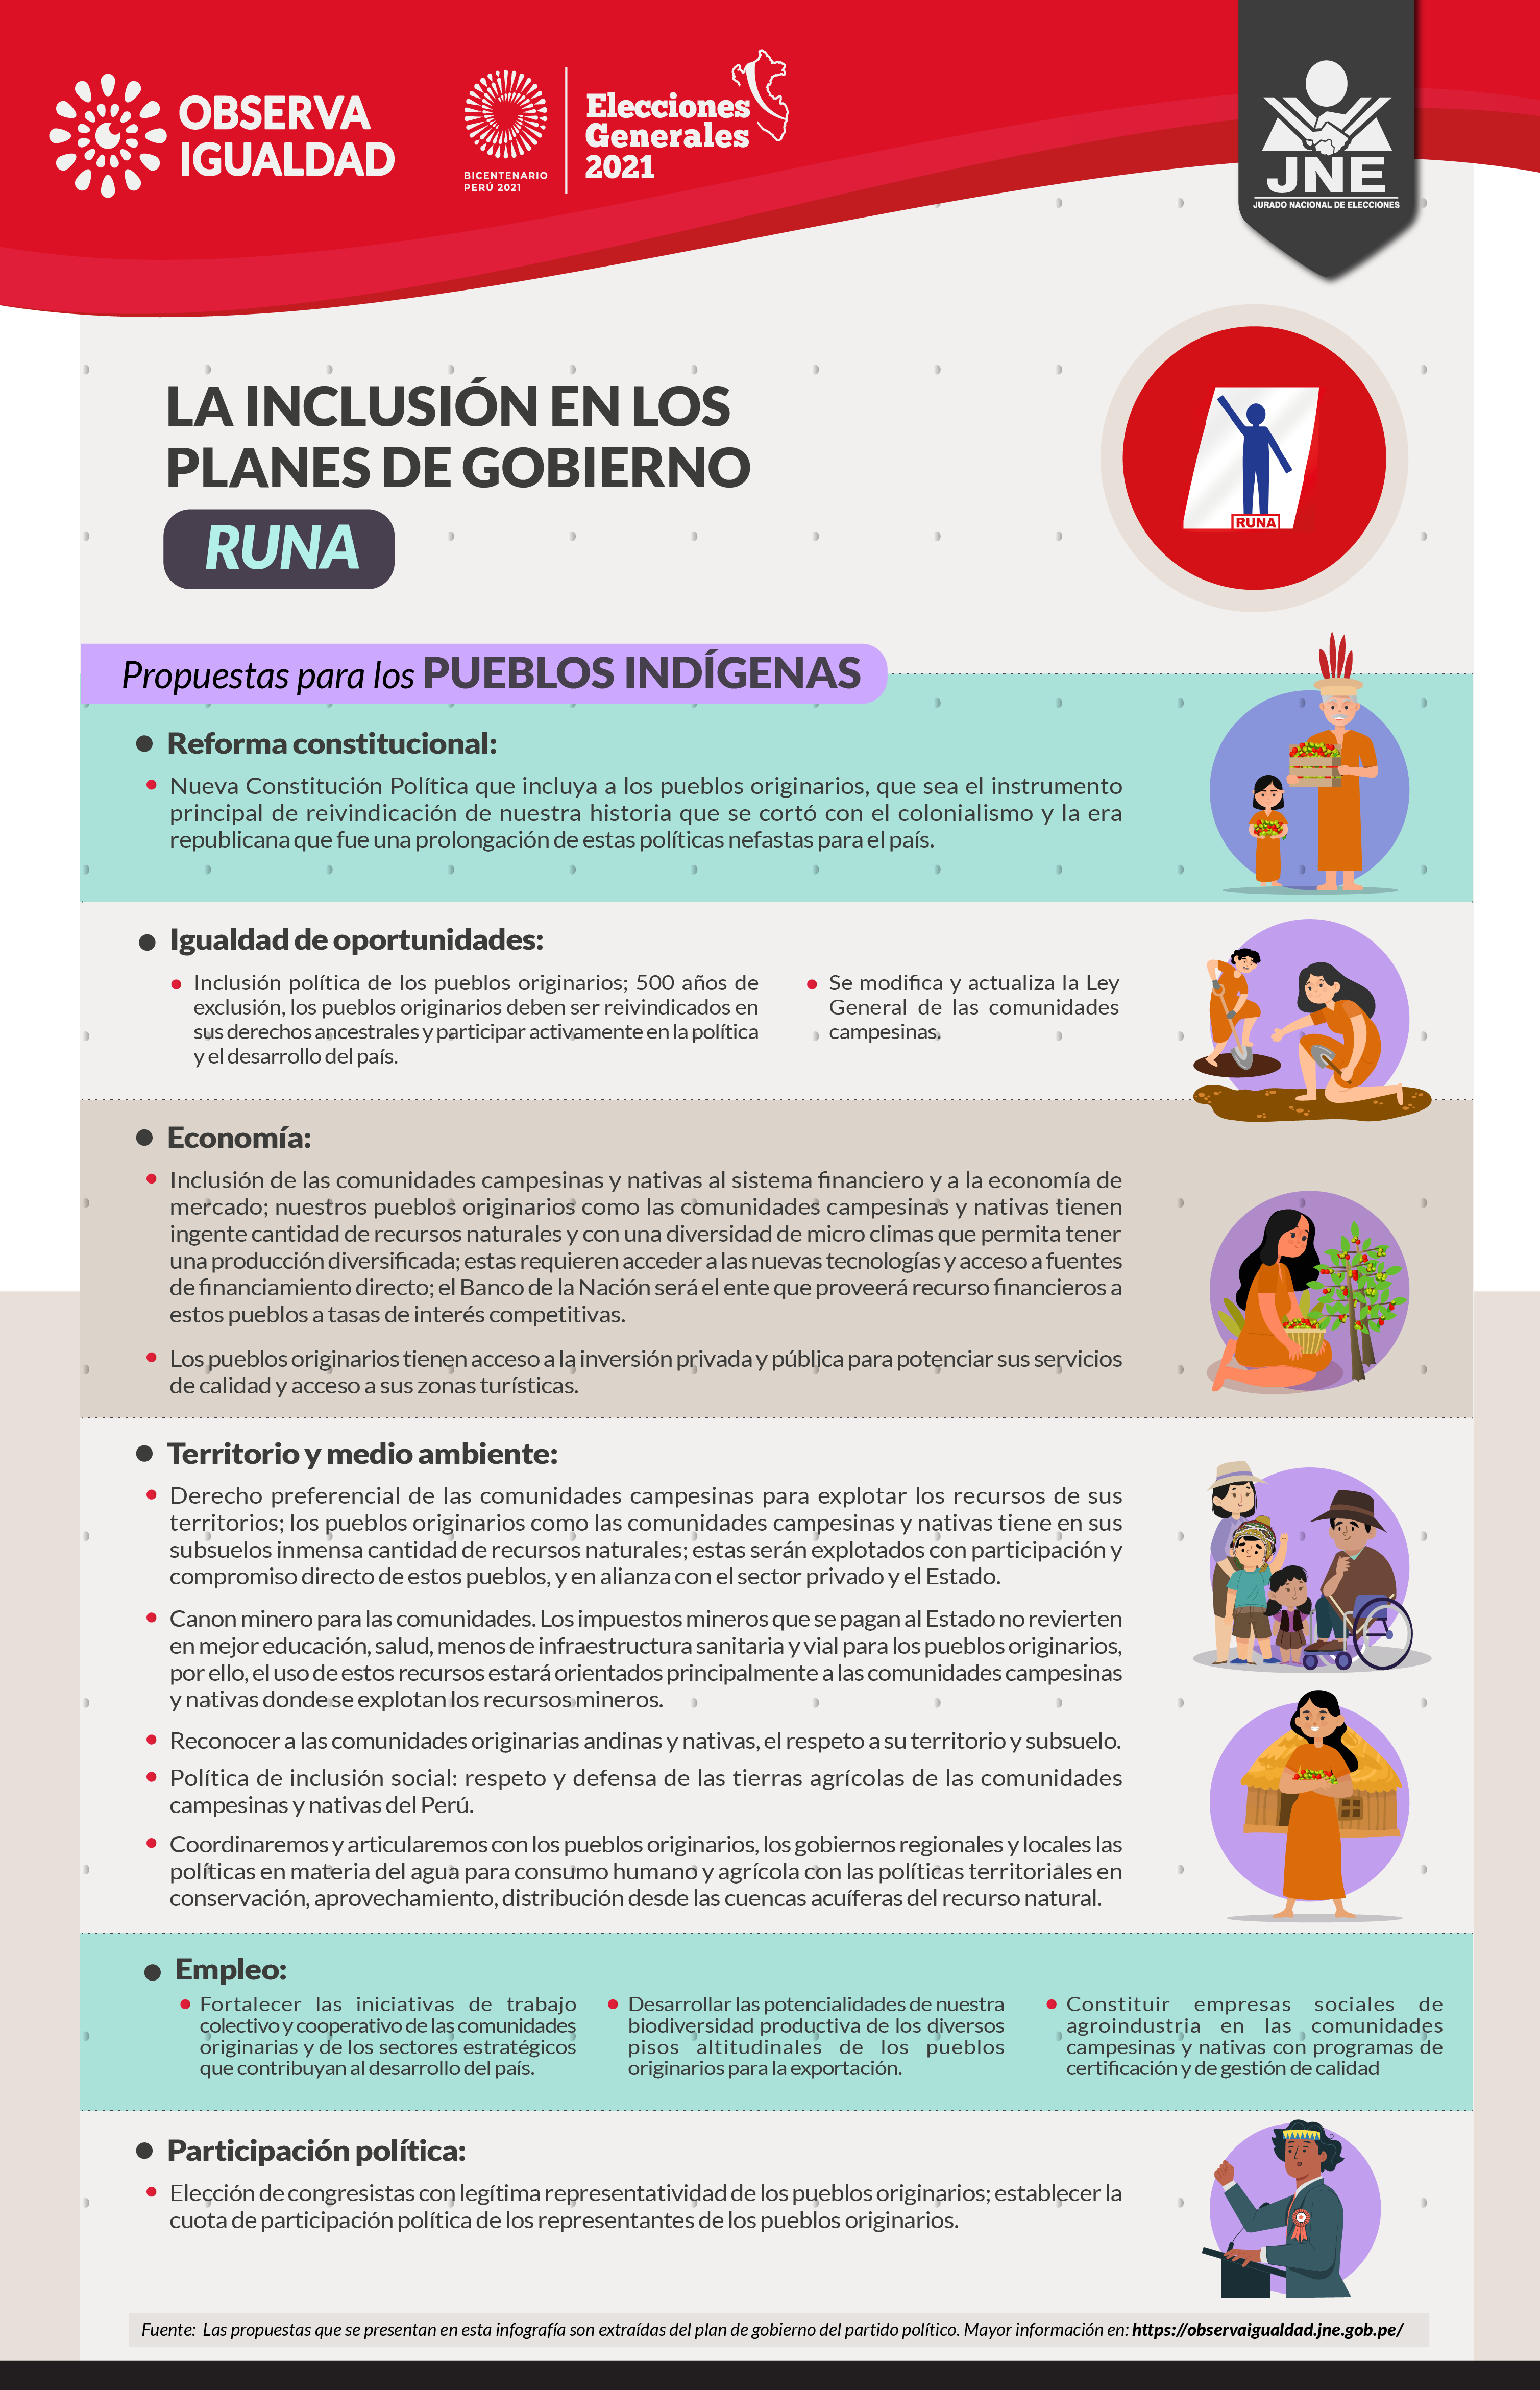 OBSERVA
IGUALDAD
BICENTENARIO
PERÚ 2021
Elecciones
Generales
2021
JNE
JURADO NACIONAL DE ELECCIONES
LA INCLUSIÓN EN LOS
PLANES DE GOBIERNO
RUNA
RUNA
Propuestas para los PUEBLOS INDÍGENAS
Reforma constitucional:
Nueva Constitución Política que incluya a los pueblos originarios, que sea el instrumento
principal de reivindicación de nuestra historia que se cortó con el colonialismo y la era
republicana que fue una prolongación de estas políticas nefastas para el país.
Igualdad de oportunidades:
Inclusión política de los pueblos originarios; 500 años de
exclusión, los pueblos originarios deben ser reivindicados en
sus derechos ancestrales y participar activamente en la política
y el desarrollo del país.
Se modifica y actualiza la Ley
General de las comunidades
campesinas.
Economía:
Inclusión de las comunidades campesinas y nativas al sistema financiero y a la economía de
mercado; nuestros pueblos originarios como las comunidades campesinas y nativas tienen
ingente cantidad de recursos naturales y con una diversidad de micro climas que permita tener
una producción diversificada; estas requieren acceder a las nuevas tecnologías y acceso a fuentes
de financiamiento directo; el Banco de la Nación será el ente que proveerá recurso financieros a
estos pueblos a tasas de interés competitivas.
Los pueblos originarios tienen acceso a la inversión privada y pública para potenciar sus servicios
de calidad y acceso a sus zonas turísticas.
Territorio y medio ambiente:
Derecho preferencial de las comunidades campesinas para explotar los recursos de sus
territorios; los pueblos originarios como las comunidades campesinas y nativas tiene en sus
subsuelos inmensa cantidad de recursos naturales; estas serán explotados con participación y
compromiso directo de estos pueblos, y en alianza con el sector privado y el Estado.
Canon minero para las comunidades. Los impuestos mineros que se pagan al Estado no revierten
en mejor educación, salud, menos de infraestructura sanitaria y vial para los pueblos originarios,
por ello, el uso de estos recursos estará orientados principalmente a las comunidades campesinas
y nativas donde se explotan los recursos mineros.
Reconocer a las comunidades originarias andinas y nativas, el respeto a su territorio y subsuelo.
Política de inclusión social: respeto y defensa de las tierras agrícolas de las comunidades
campesinas y nativas del Perú.
Coordinaremos y articularemos con los pueblos originarios, los gobiernos regionales y locales las
políticas en materia del agua para consumo humano y agrícola con las políticas territoriales en
conservación, aprovechamiento, distribución desde las cuencas acuíferas del recurso natural.
Empleo:
Fortalecer las iniciativas de trabajo
colectivo y cooperativo de las comunidades
originarias y de los sectores estratégicos
que contribuyan al desarrollo del país.
Desarrollar las potencialidades de nuestra
biodiversidad productiva de los diversos
pisos altitudinales de los pueblos
originarios para la exportación.
Constituir empresas sociales de
agroindustria en las comunidades
campesinas y nativas con programas de
certificación y de gestión de calidad
Participación política:
Elección de congresistas con legítima representatividad de los pueblos originarios; establecer la
cuota de participación política de los representantes de los pueblos originarios.
Fuente: Las propuestas que se presentan en esta infografía son extraídas del plan de gobierno del partido político. Mayor información en: https://observaigualdad.jne.gob.pe/